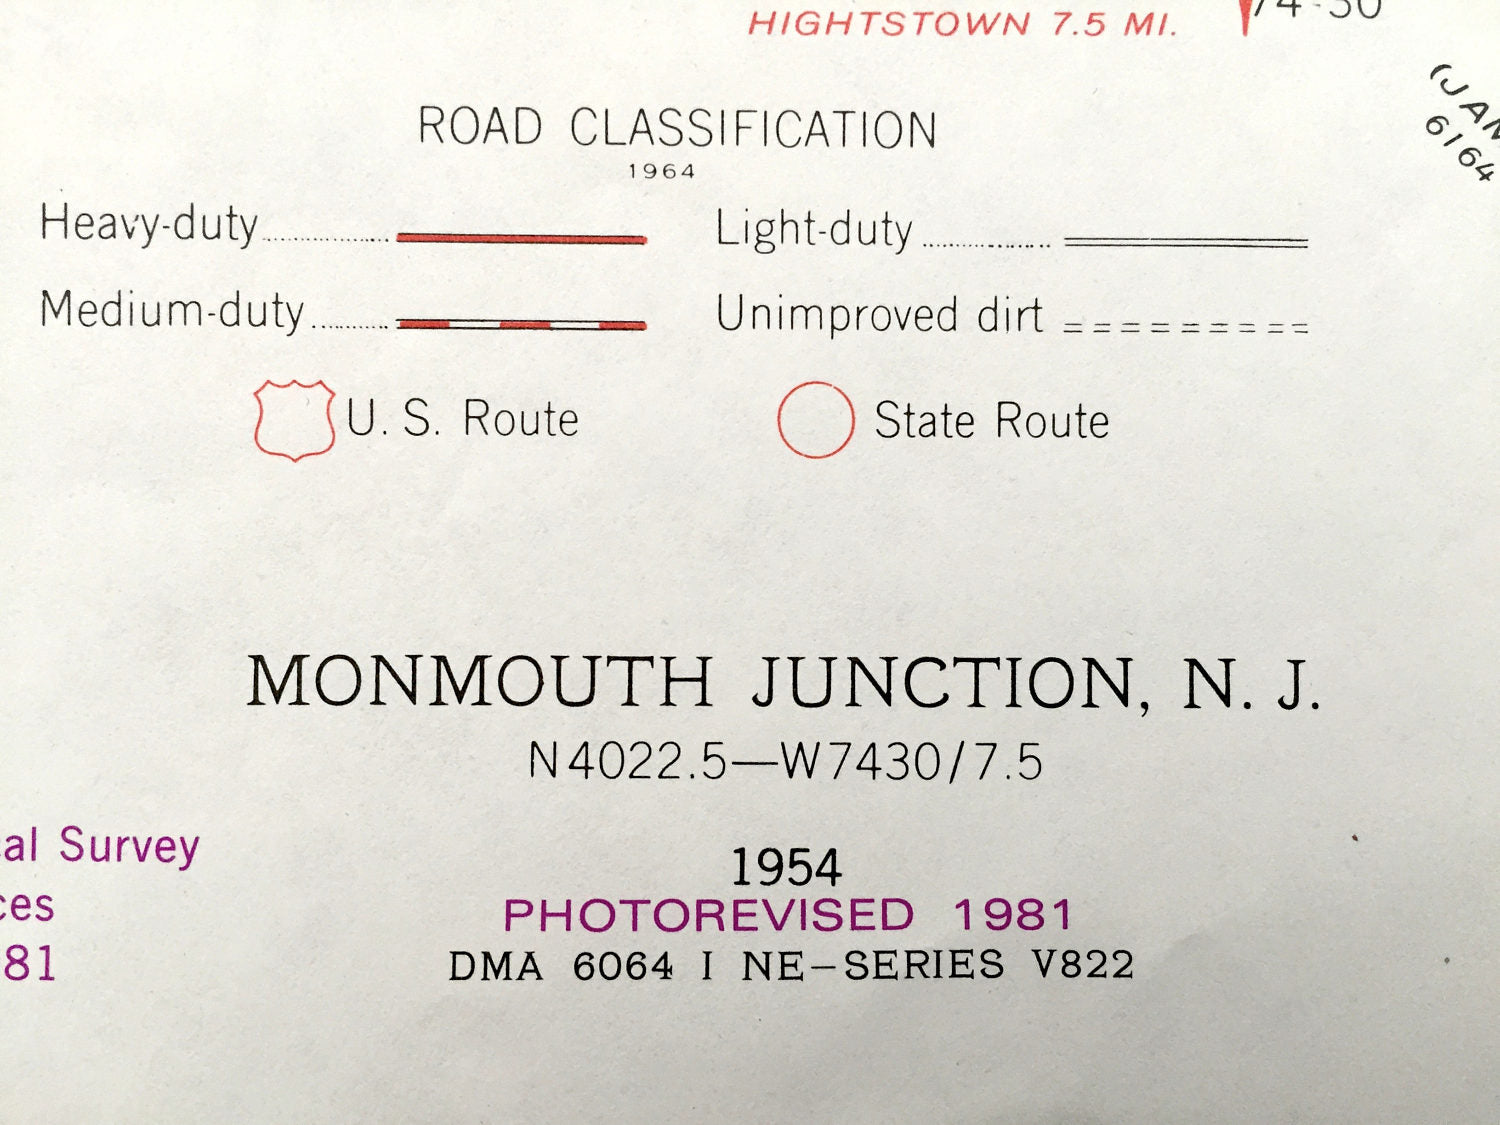 HIGHTSTOWN 7.5 MI.
ROAD CLASSIFICATION
1964
Heavy-duty
Light-duty
Medium-duty
Unimproved dirt
U. S. Route
State Route
6164
MONMOUTH JUNCTION, N. J.
N4022.5—W7430/7.5
al Survey
ces
81
1954
PHOTOREVISED 1981
DMA 6064 I NE–SERIES V822